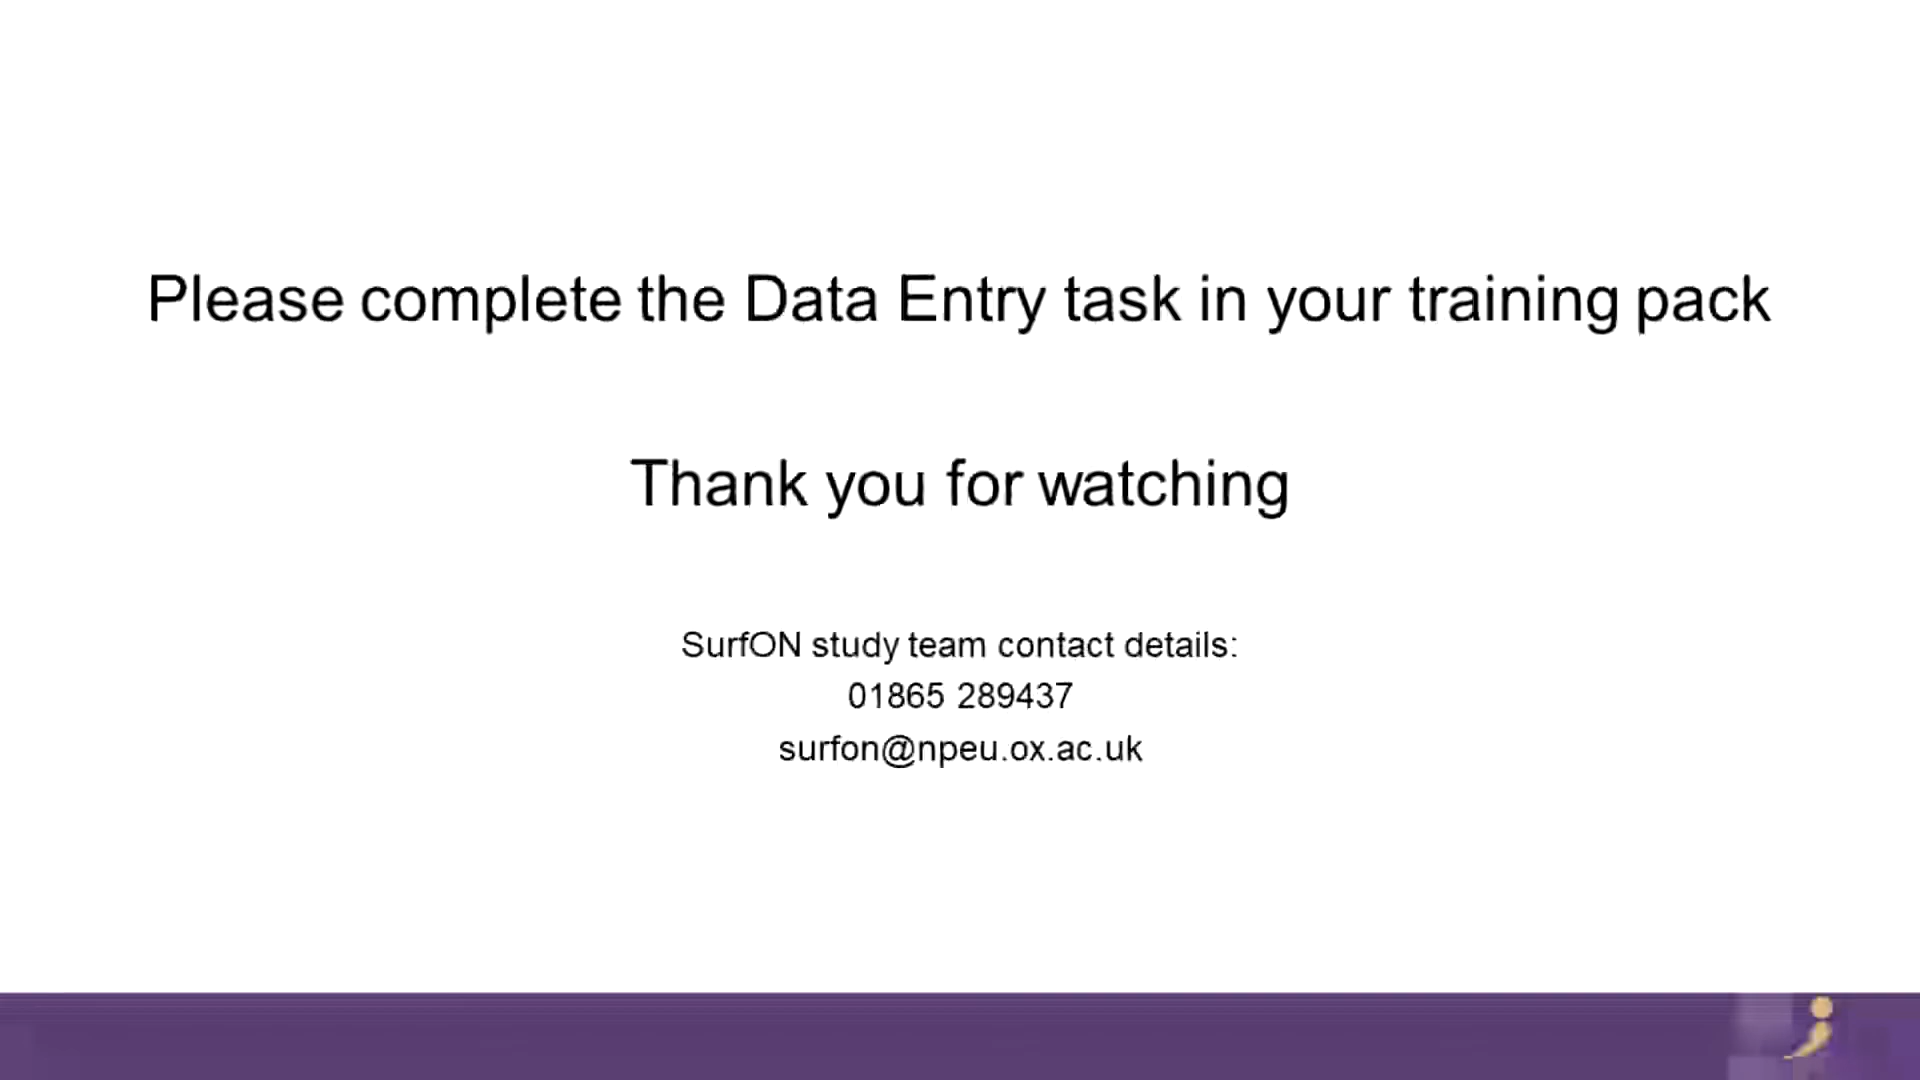 Please complete the Data Entry task in your training pack
Thank you for watching
SurfON study team contact details:
01865 289437
surfon@npeu.ox.ac.uk